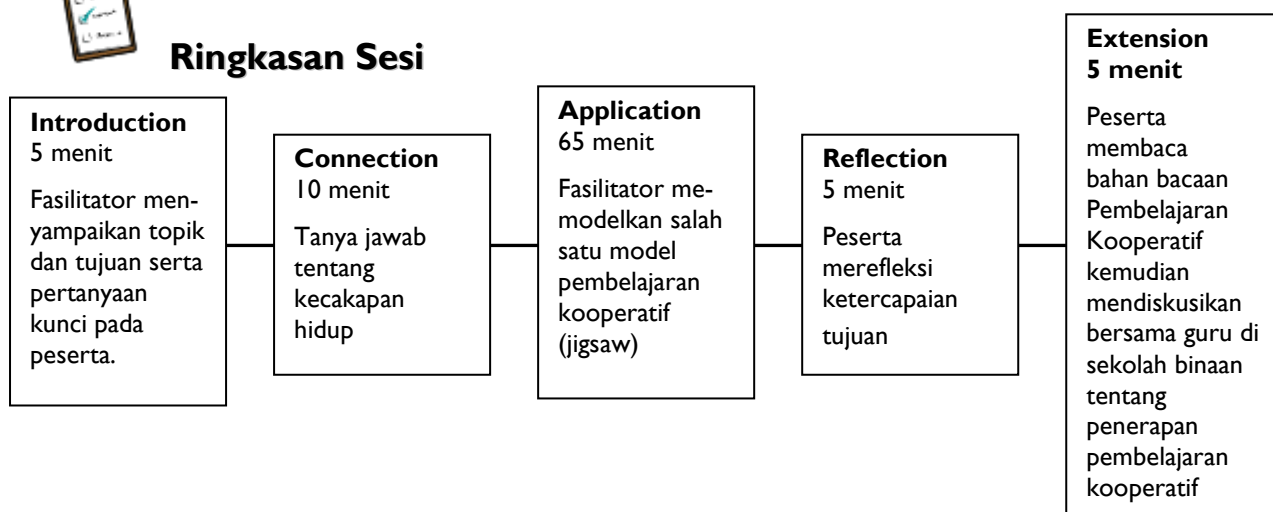 Ringkasan Sesi
Introduction
5 menit
Fasilitator men-
yampaikan topik
dan tujuan serta
pertanyaan
kunci pada
peserta.
Connection
10 menit
Tanya jawab
tentang
kecakapan
hidup
Application
65 menit
Fasilitator me-
modelkan salah
satu model
pembelajaran
kooperatif
(jigsaw)
Reflection
5 menit
Peserta
merefleksi
ketercapaian
tujuan
Extension
5 menit
Peserta
membaca
bahan bacaan
Pembelajaran
Kooperatif
kemudian
mendiskusikan
bersama guru di
sekolah binaan
tentang
penerapan
pembelajaran
kooperatif